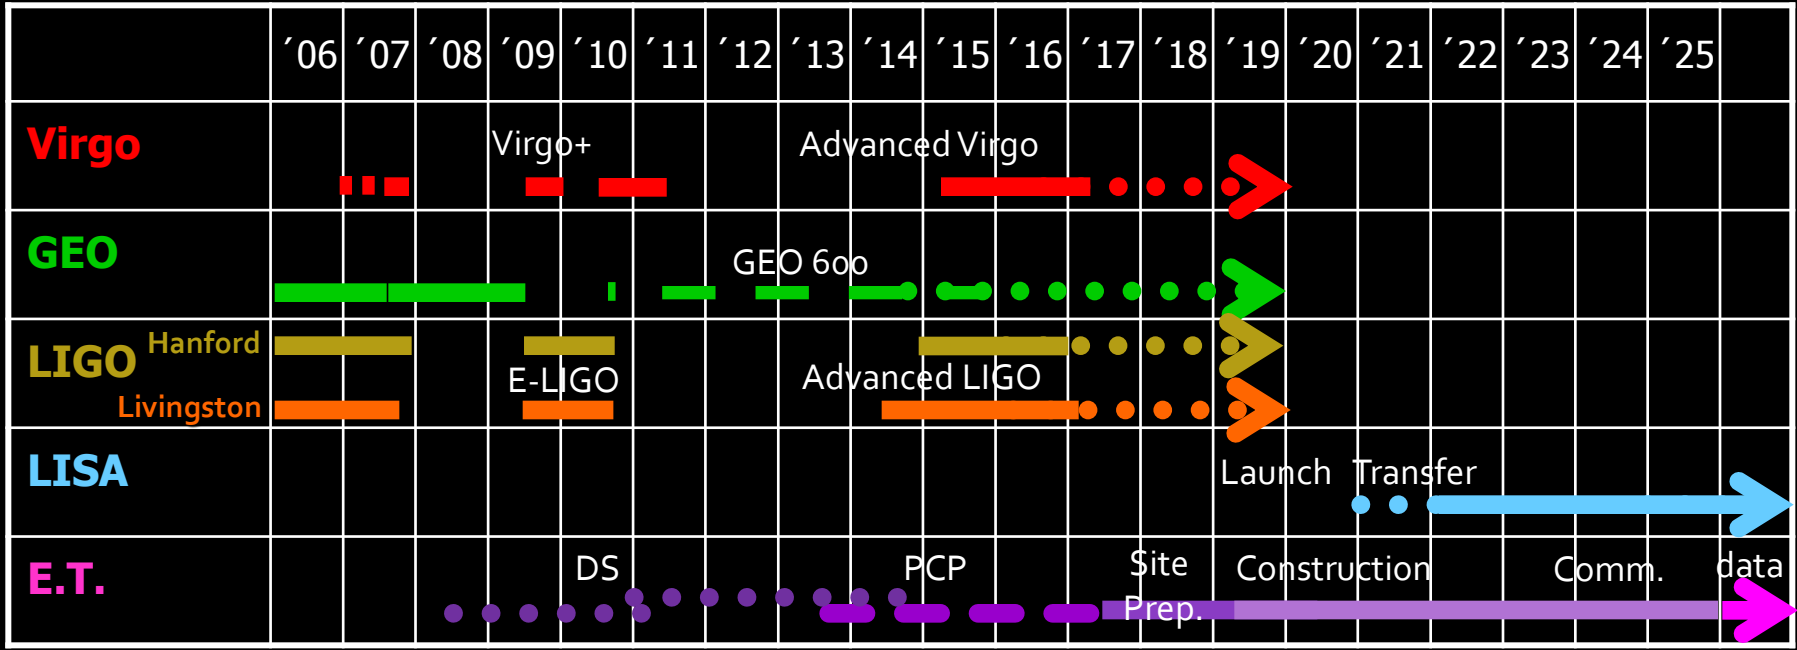 ´06 ´07 ´08 ´09 ´10 ´11 ´12 ´13 ´14 ´15 ´16 ´17 ´18 ´19 ´20 ´21 ´22 ´23 ´24 ´25
Virgo Virgo+ Advanced Virgo
GEO GEO 600
LIGO Hanford
E-LIGO Advanced LIGO
Livingston
LISA Launch Transfer
E.T. DS PCP Site Construction Comm. data
Prep.